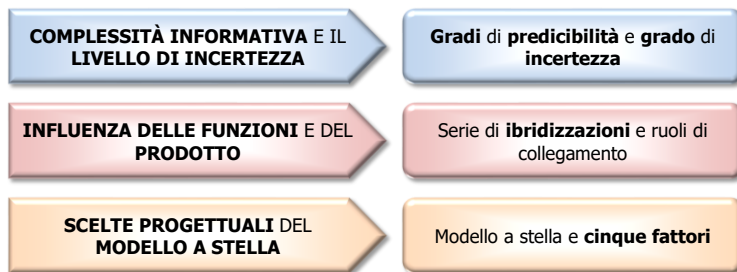 COMPLESSITÀ INFORMATIVA E IL
LIVELLO DI INCERTEZZA
Gradi di predicibilità e grado di
incertezza
INFLUENZA DELLE FUNZIONI E DEL
PRODOTTO
Serie di ibridizzazioni e ruoli di
collegamento
SCELTE PROGETTUALI DEL
MODELLO A STELLA
Modello a stella e cinque fattori